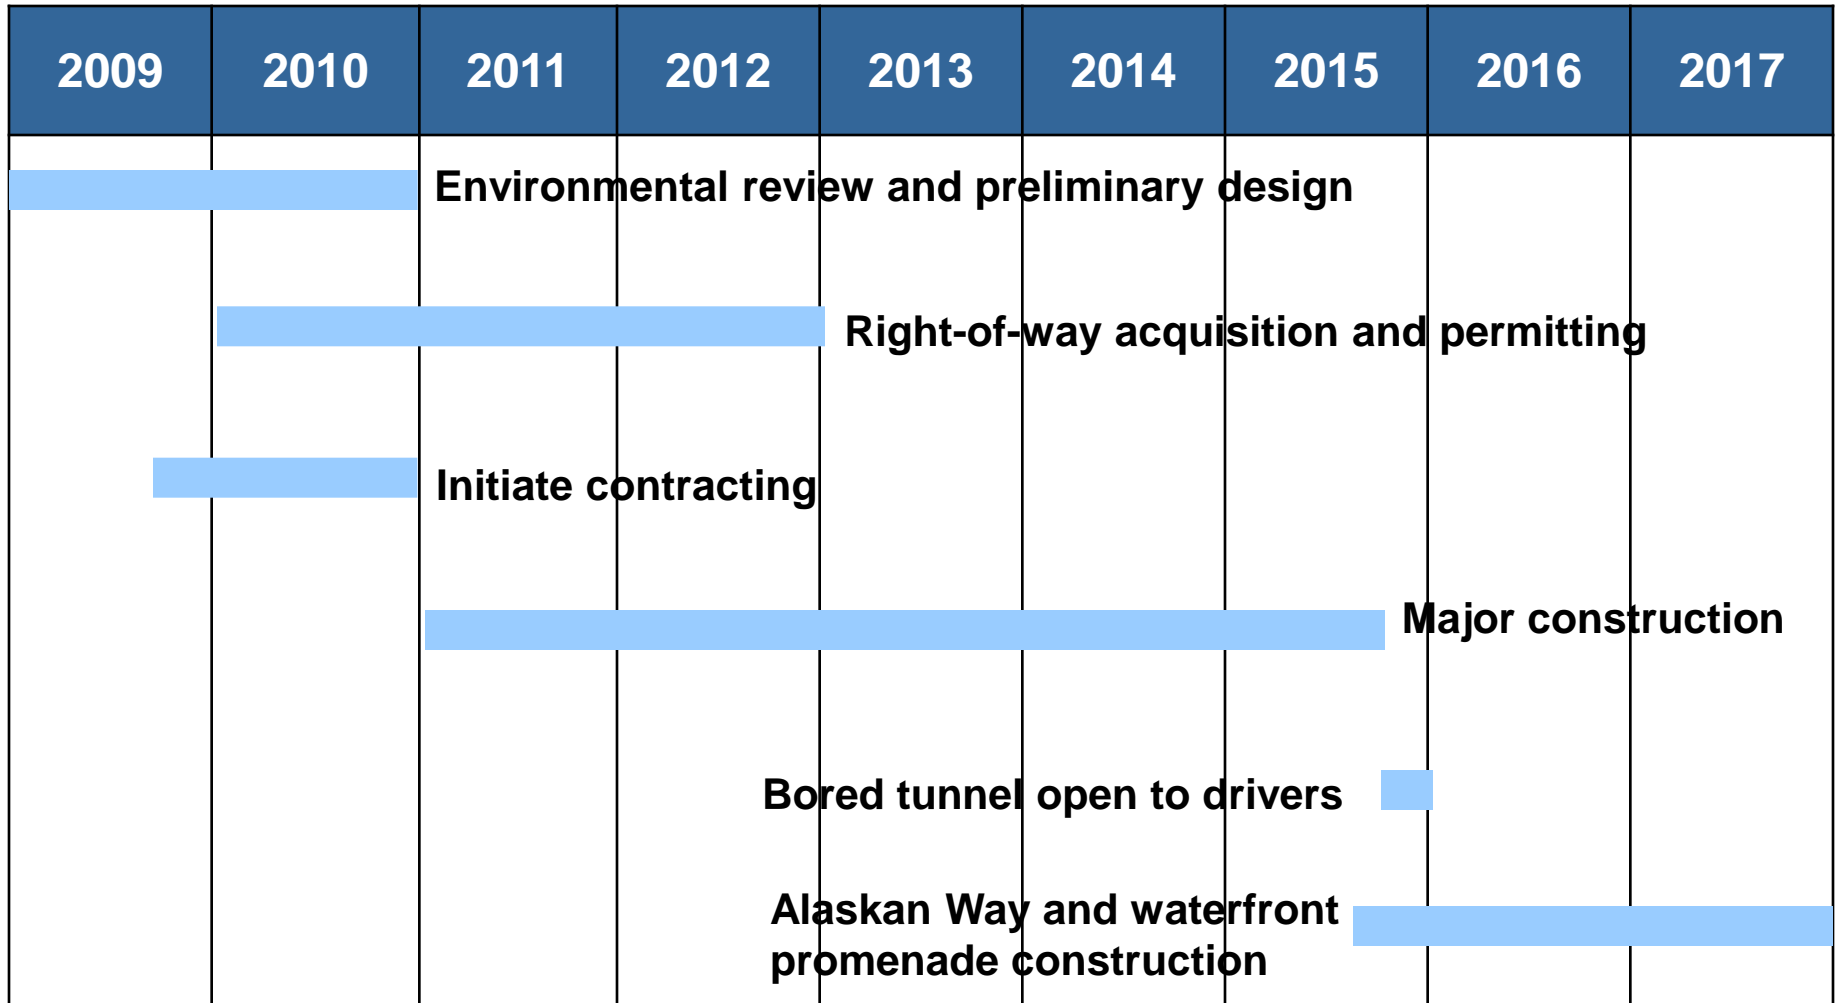 2009 2010 2011 2012 2013 2014 2015 2016 2017
Environmental review and preliminary design
Right-of-way acquisition and permitting
Initiate contracting
Major construction
Bored tunnel open to drivers
Alaskan Way and waterfront
promenade construction